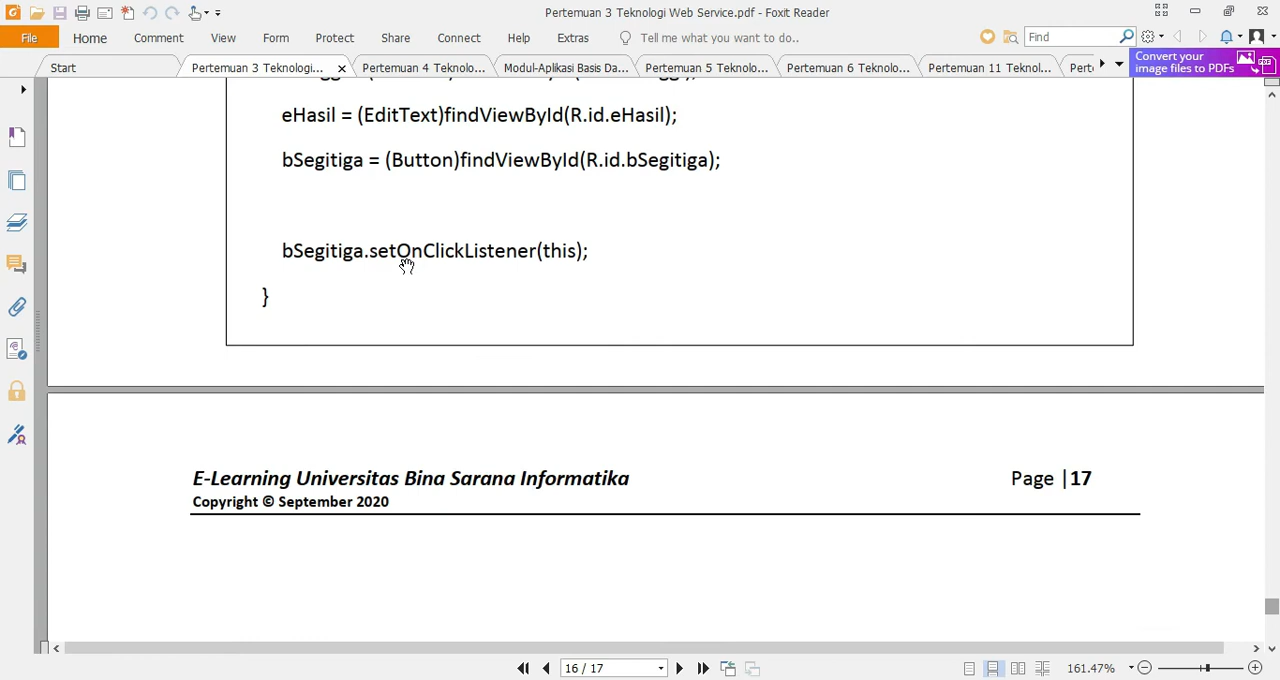 Pertemuan 3 Teknologi Web Service.pdf - Foxit Reader
File Home Comment View Form Protect Share Connect Help Extras Tell me what you want to do.. Find
Start Pertemuan 3 Teknologi... Pertemuan 4 Teknolo... Modul-Aplikasi Basis Da... Pertemuan 5 Teknolo... Pertemuan 6 Teknolo... Pertemuan 11 Teknol... Perte
Convert your
image files to PDFs
eHasil = (EditText)findViewById(R.id.eHasil);
bSegitiga = (Button)findViewById(R.id.bSegitiga);
bSegitiga.setOnClickListener(this);
}
E-Learning Universitas Bina Sarana Informatika Page |17
Copyright © September 2020
16 / 17 161.47%